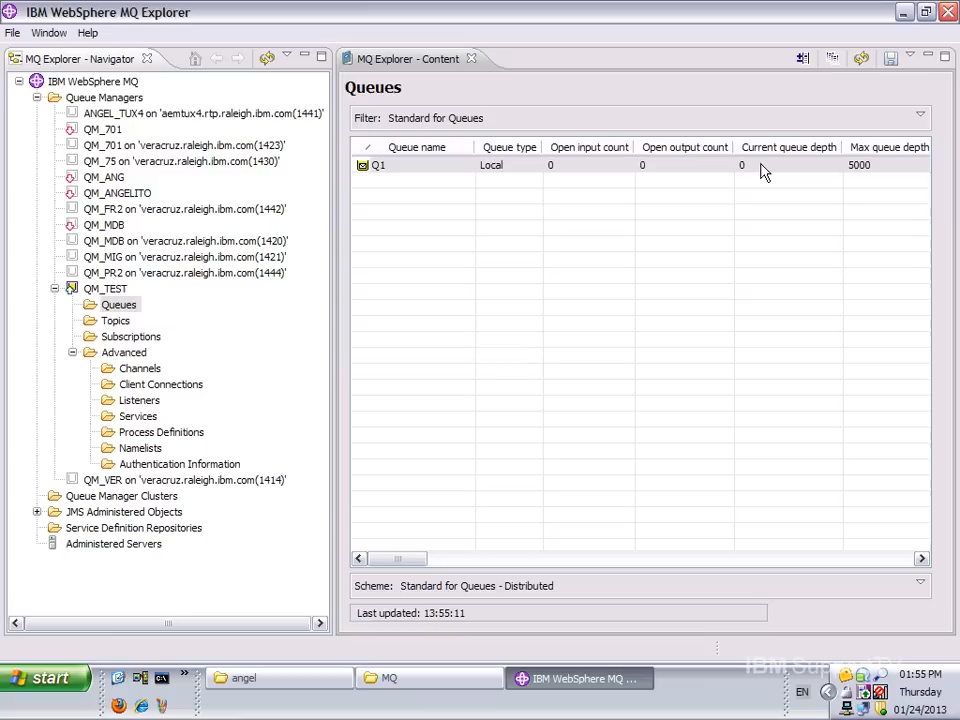 IBM WebSphere MQ Explorer
File Window Help
MQ Explorer - Navigator
IBM WebSphere MQ
Queue Managers
ANGEL_TUX4 on 'aemtux4.rtp.raleigh.ibm.com(1441)'
QM_701
QM_701 on 'veracruz.raleigh.ibm.com(1423)'
QM_75 on 'veracruz.raleigh.ibm.com(1430)'
QM_ANG
QM_ANGELITO
QM_FR2 on 'veracruz.raleigh.ibm.com(1442)'
QM_MDB
QM_MDB on 'veracruz.raleigh.ibm.com(1420)'
QM_MIG on 'veracruz.raleigh.ibm.com(1421)'
QM_PR2 on 'veracruz.raleigh.ibm.com(1444)'
QM_TEST
Queues
Topics
Subscriptions
Advanced
Channels
Client Connections
Listeners
Services
Process Definitions
Namelists
Authentication Information
QM_VER on 'veracruz.raleigh.ibm.com(1414)'
Queue Manager Clusters
JMS Administered Objects
Service Definition Repositories
Administered Servers
MQ Explorer - Content
Queues
Filter: Standard for Queues
Queue name Queue type Open input count Open output count Current queue depth Max queue depth
Q1 Local 0 0 0 5000
Scheme: Standard for Queues - Distributed
Last updated: 13:55:11
start
angel
MQ
IBM WebSphere MQ ...
EN
01:55 PM
Thursday
01/24/2013